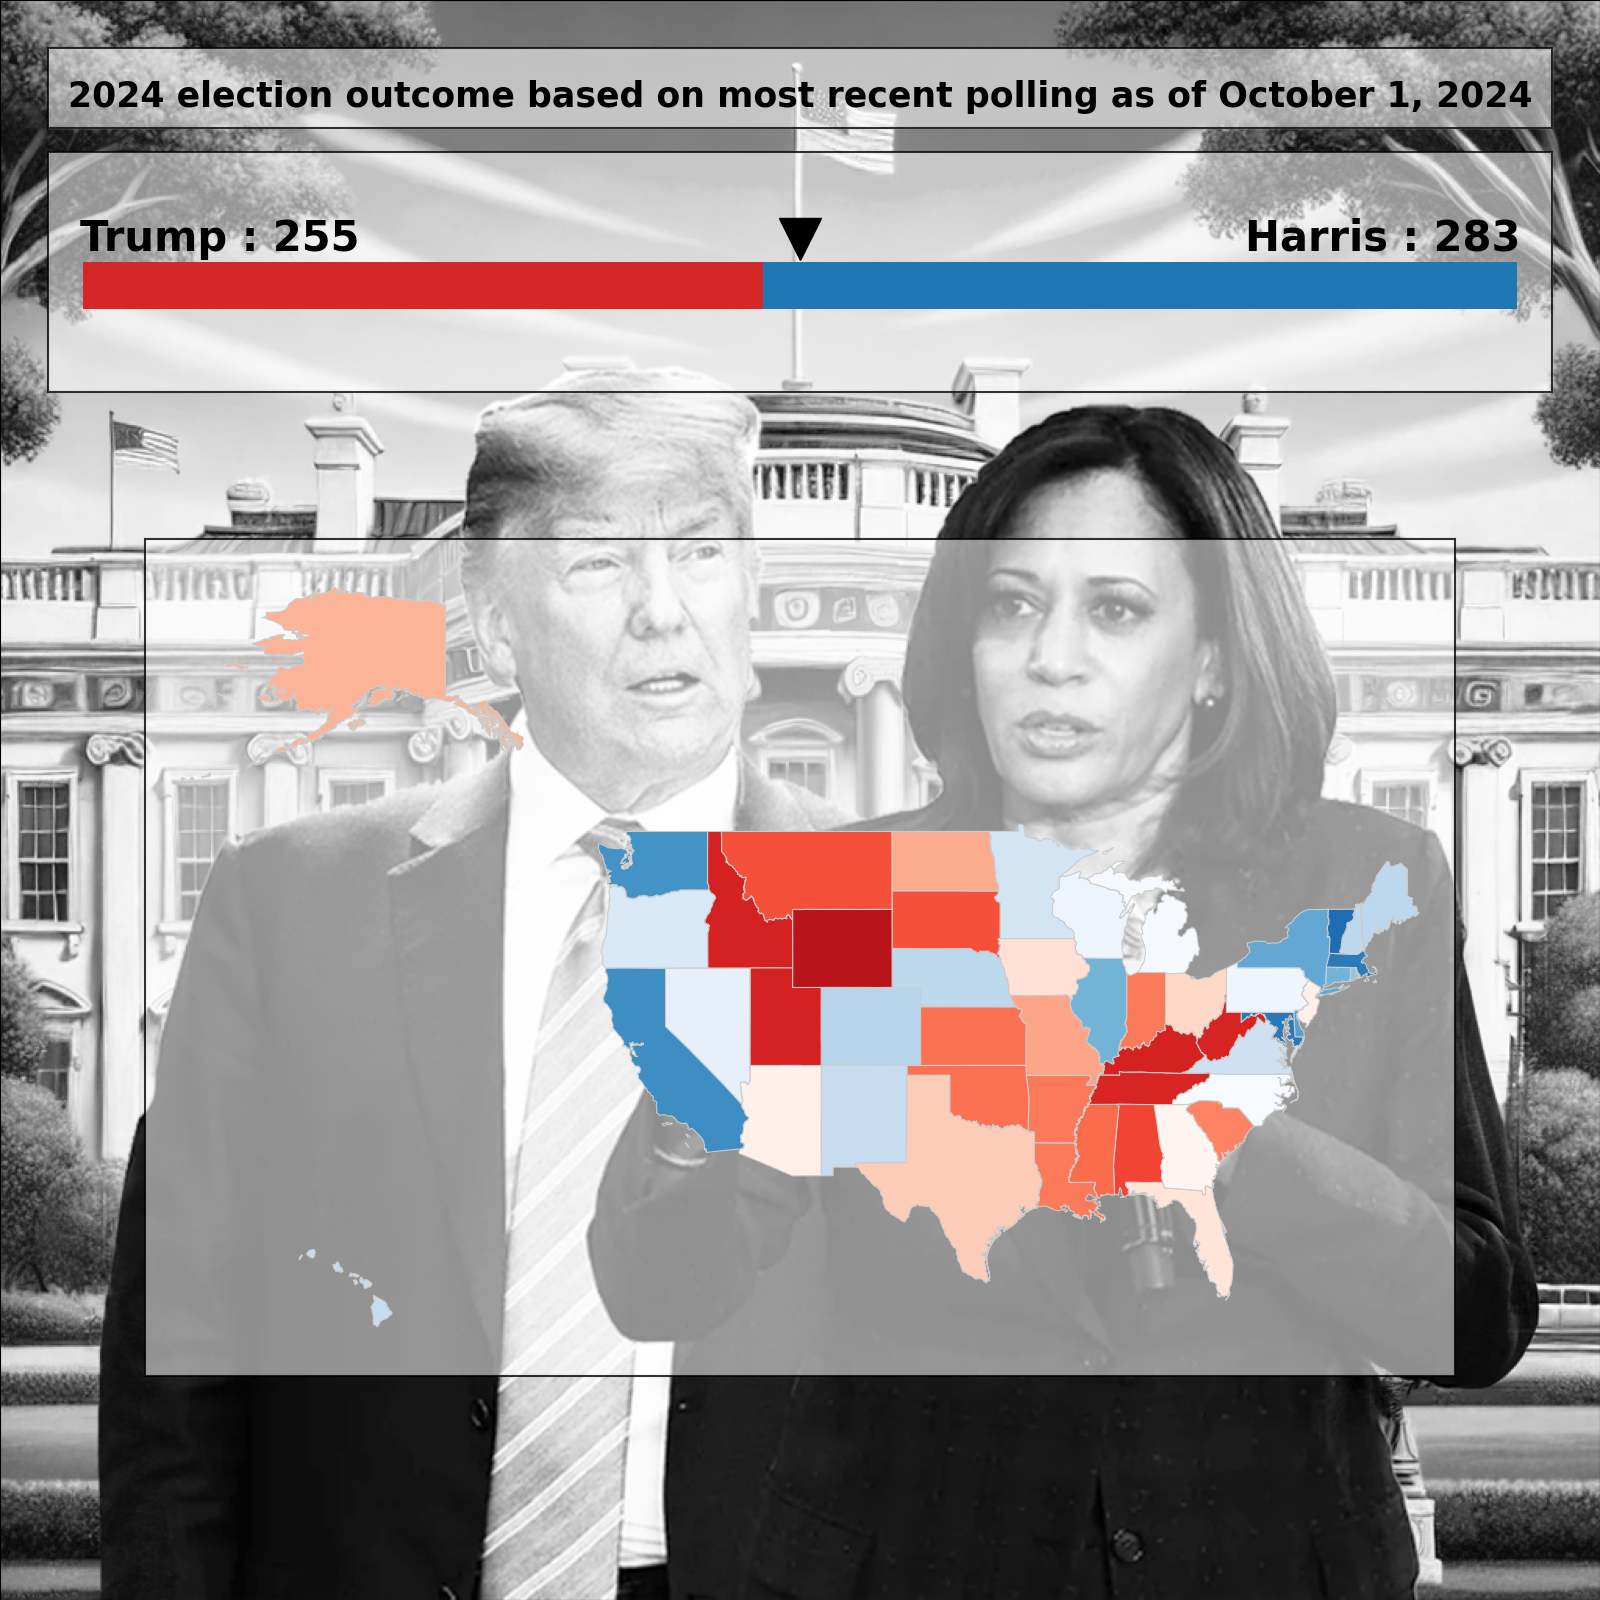 2024 election outcome based on most recent polling as of October 1, 2024
Trump : 255
Harris : 283